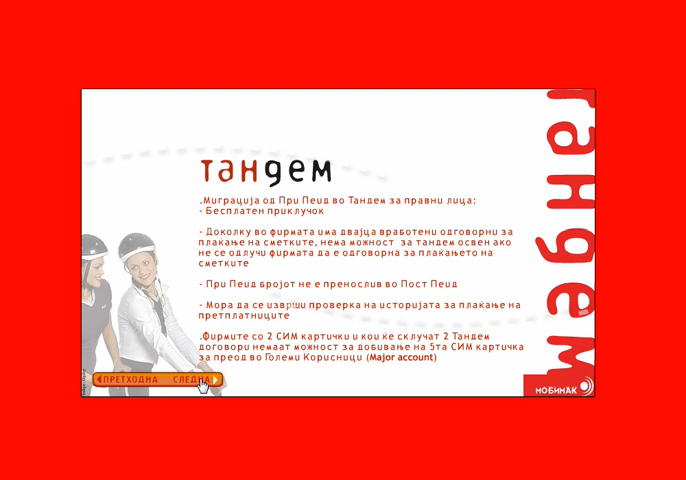 тандем
.Миграција од При Пеид во Тандем за правни лица:
- Бесплатен приклучок
- Доколку во фирмата има двајца вработени одговорни за
плаќање на сметките, нема можност за тандем освен ако
не се одлучи фирмата да е одговорна за плаќањето на
сметките
- При Пеид бројот не е преносlив во Пост Пеид
- Мора да се изврши проверка на историјата за плаќање на
претплатниците
.Фирмите со 2 СИМ картички и кои ќе склучат 2 Тандем
договори немаат можност за добивање на 5та СИМ картичка
за преод во Големи Корисници (Major account)
ПРЕТХОДНА СЛЕДНА
тандем
МОБИМАК